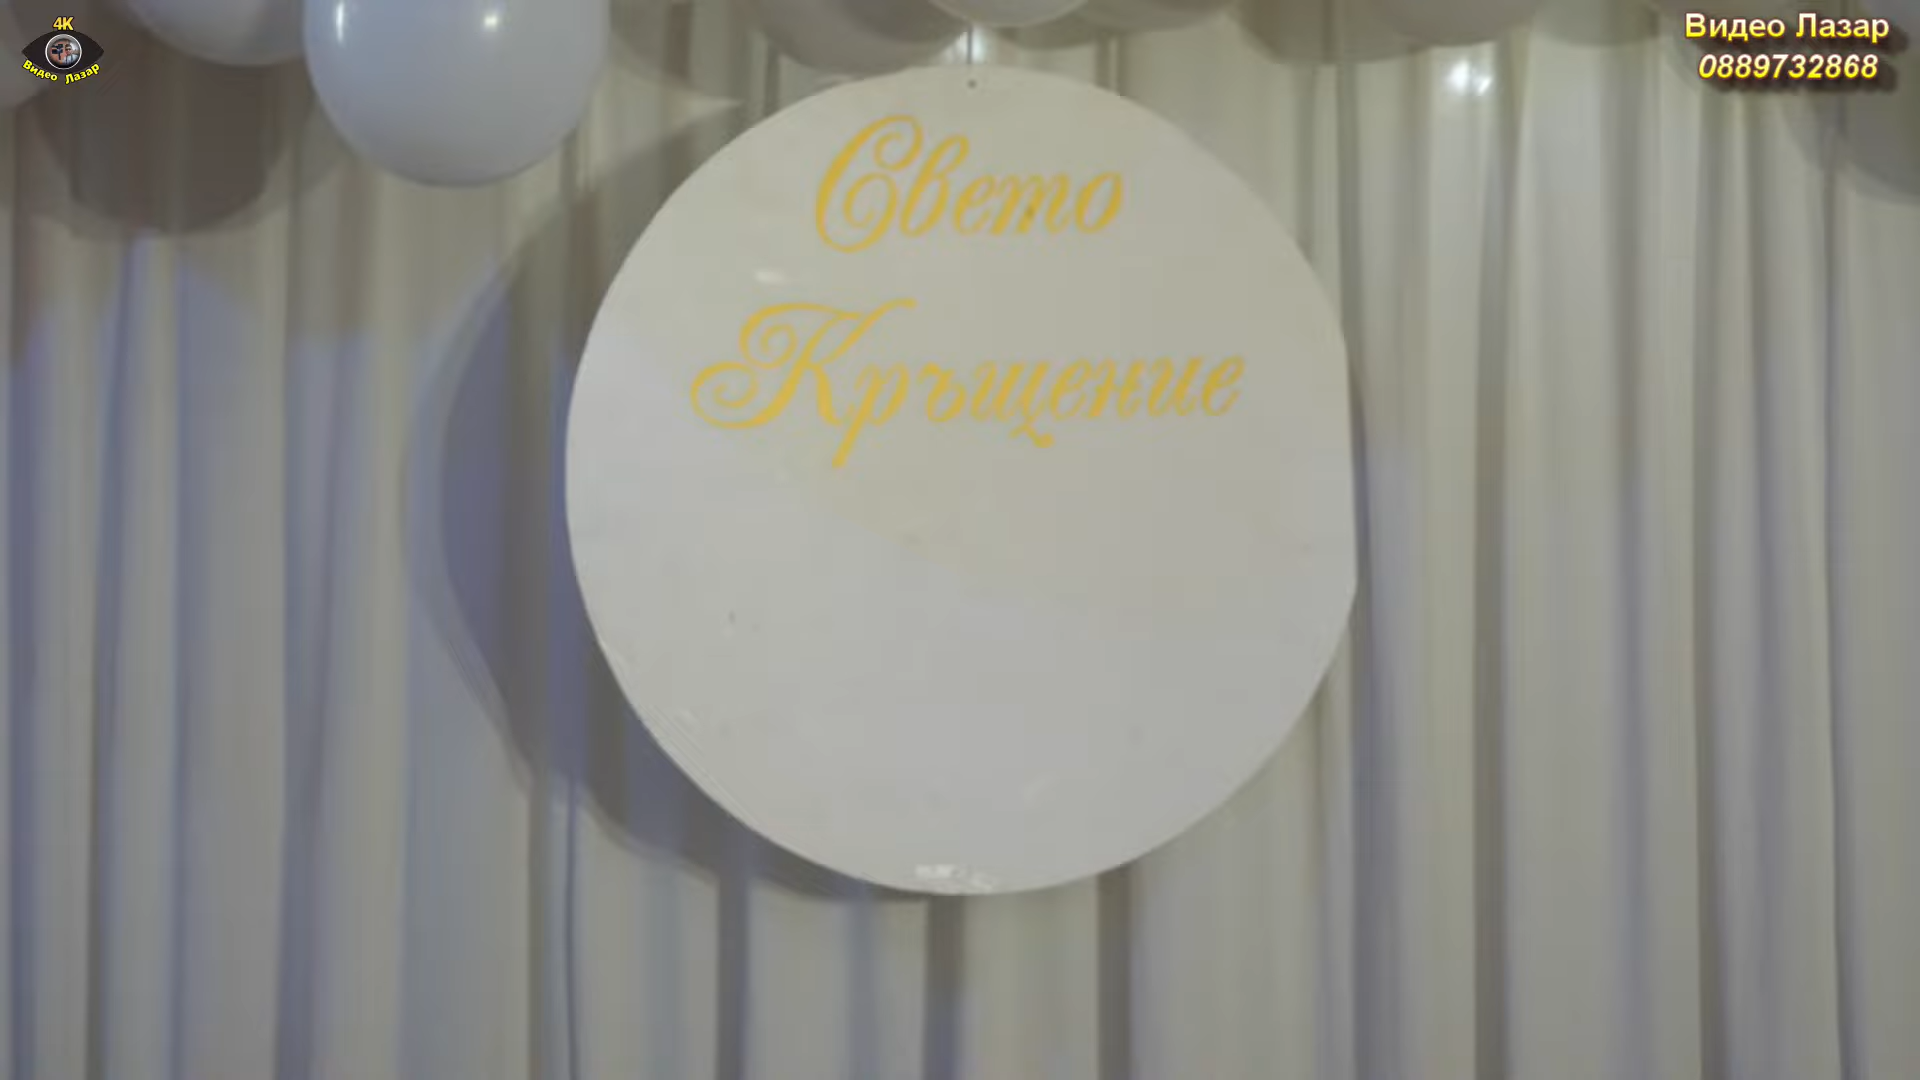 4K
Видео Лазар
Видео Лазар
0889732868
Свето
Кръщение